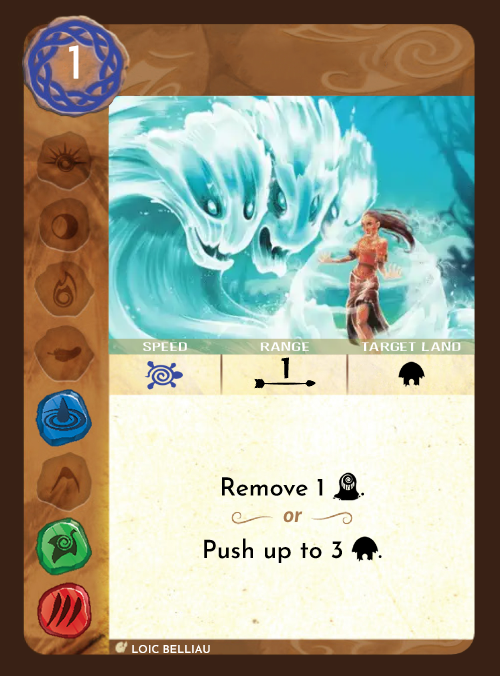 1
SPEED RANGE TARGET LAND
1
Remove 1 .
or
Push up to 3 .
LOIC BELLIAU